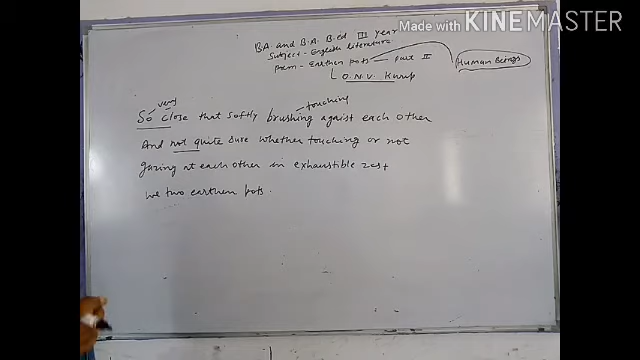 Made with KINEMASTER
B.A. and B.A. B.ed III year
Subject - English literature
Poem - Earthen pots - Part II
Human Beings
O.N.V. Kurup
very
touching
So close that softly brushing agaist each other
And not quite sure whether touching or not
gazing at each other in exhaustible zest
We two earthen pots.